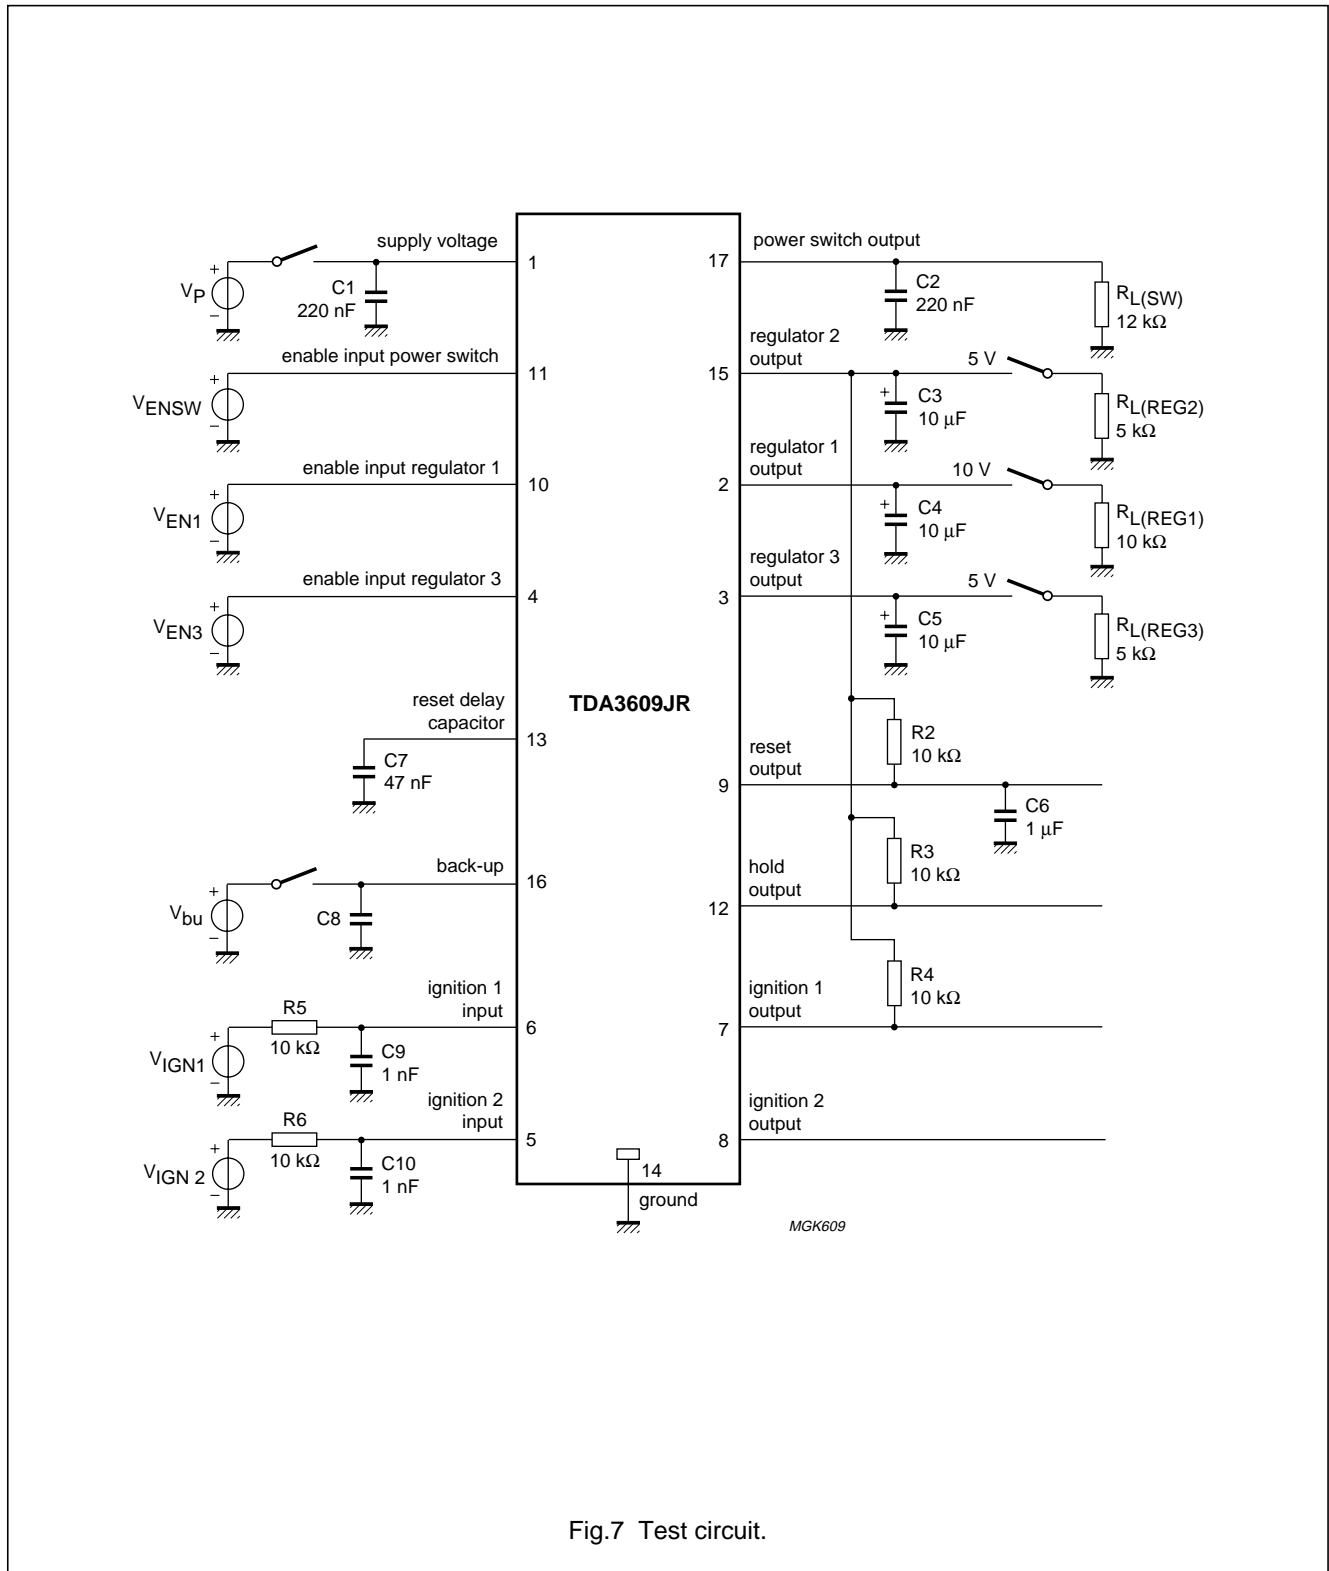 supply voltage
1
+
V_P
−
C1
220 nF
enable input power switch
11
+
V_ENSW
−
enable input regulator 1
10
+
V_EN1
−
enable input regulator 3
4
+
V_EN3
−
reset delay
capacitor
13
C7
47 nF
back-up
16
+
V_bu
−
C8
ignition 1
input
6
R5
10 kΩ
+
V_IGN1
−
C9
1 nF
ignition 2
input
5
R6
10 kΩ
+
V_IGN 2
−
C10
1 nF
TDA3609JR
14
ground
power switch output
17
C2
220 nF
R_L(SW)
12 kΩ
regulator 2
output
15
5 V
+
C3
10 μF
R_L(REG2)
5 kΩ
regulator 1
output
2
10 V
+
C4
10 μF
R_L(REG1)
10 kΩ
regulator 3
output
3
5 V
+
C5
10 μF
R_L(REG3)
5 kΩ
R2
10 kΩ
reset
output
9
C6
1 μF
R3
10 kΩ
hold
output
12
R4
10 kΩ
ignition 1
output
7
ignition 2
output
8
MGK609
Fig.7 Test circuit.